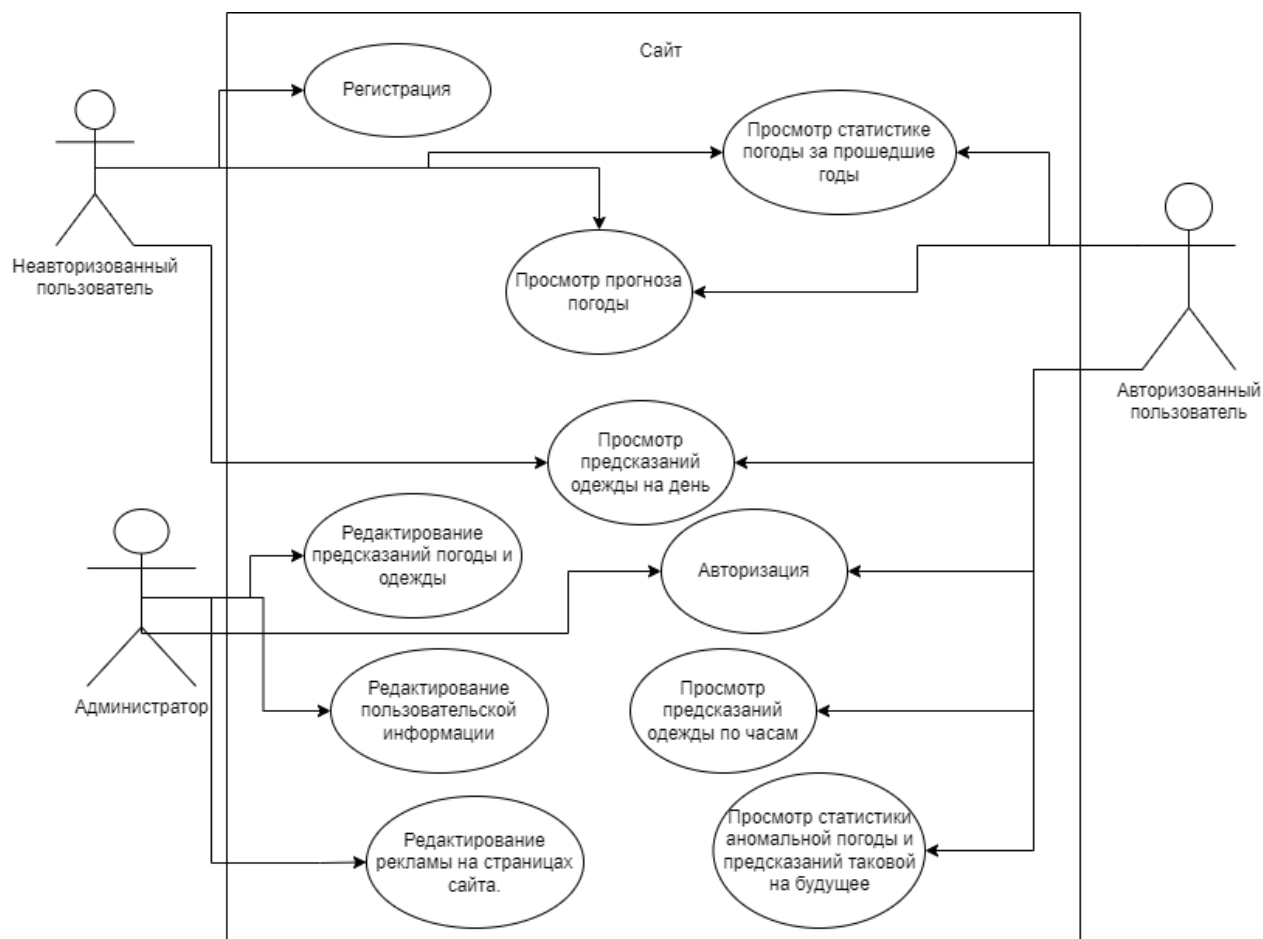 Сайт
Регистрация
Просмотр статистике
погоды за прошедшие
годы
Неавторизованный
пользователь
Просмотр прогноза
погоды
Авторизованный
пользователь
Просмотр
предсказаний
одежды на день
Редактирование
предсказаний погоды и
одежды
Авторизация
Администратор
Редактирование
пользовательской
информации
Просмотр
предсказаний
одежды по часам
Редактирование
рекламы на страницах
сайта.
Просмотр статистики
аномальной погоды и
предсказаний таковой
на будущее